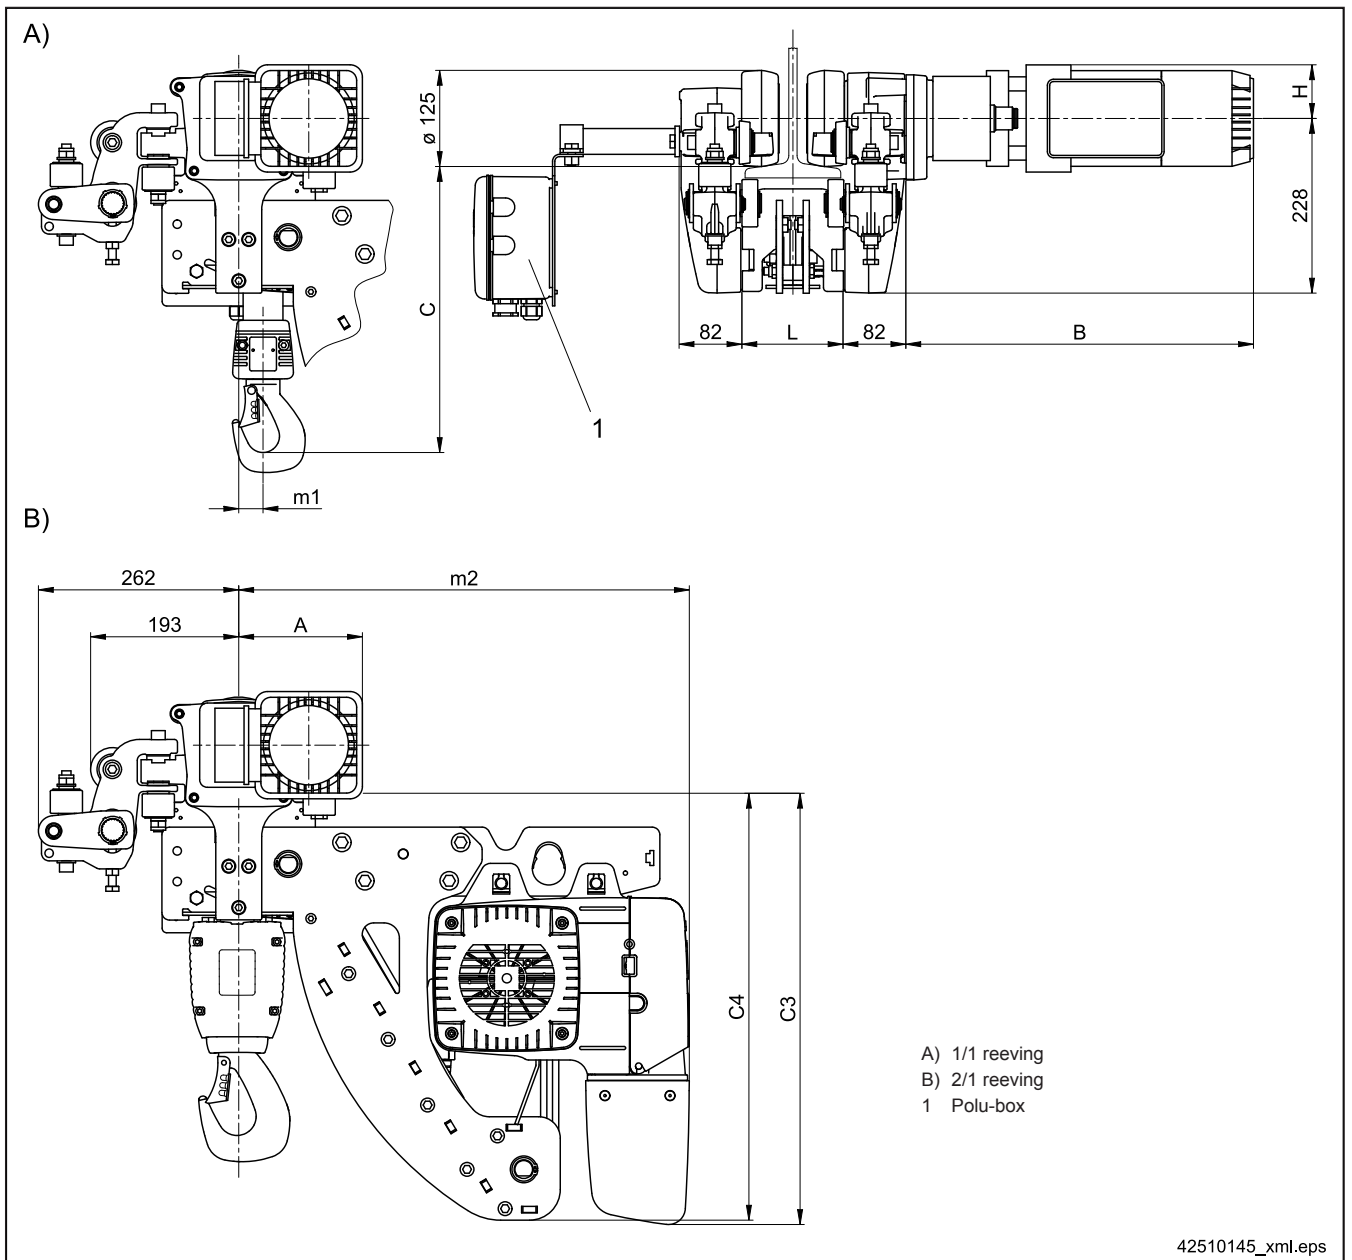 A)
ø 125
H
228
C
82
L
82
B
1
m1
B)
262
m2
193
A
C4
C3
A) 1/1 reeving
B) 2/1 reeving
1 Polu-box
42510145_xml.eps